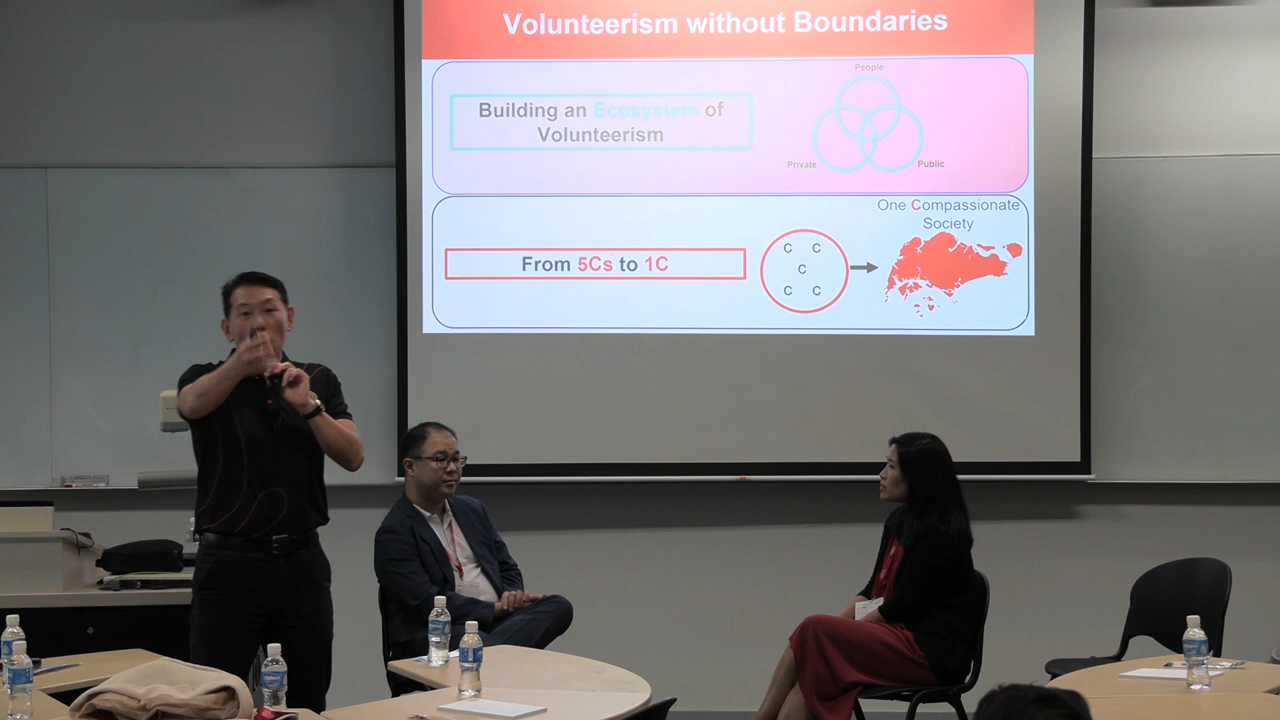 Volunteerism without Boundaries
People
Building an Ecosystem of
Volunteerism
Private
Public
One Compassionate
Society
From 5Cs to 1C
C C
C
C C